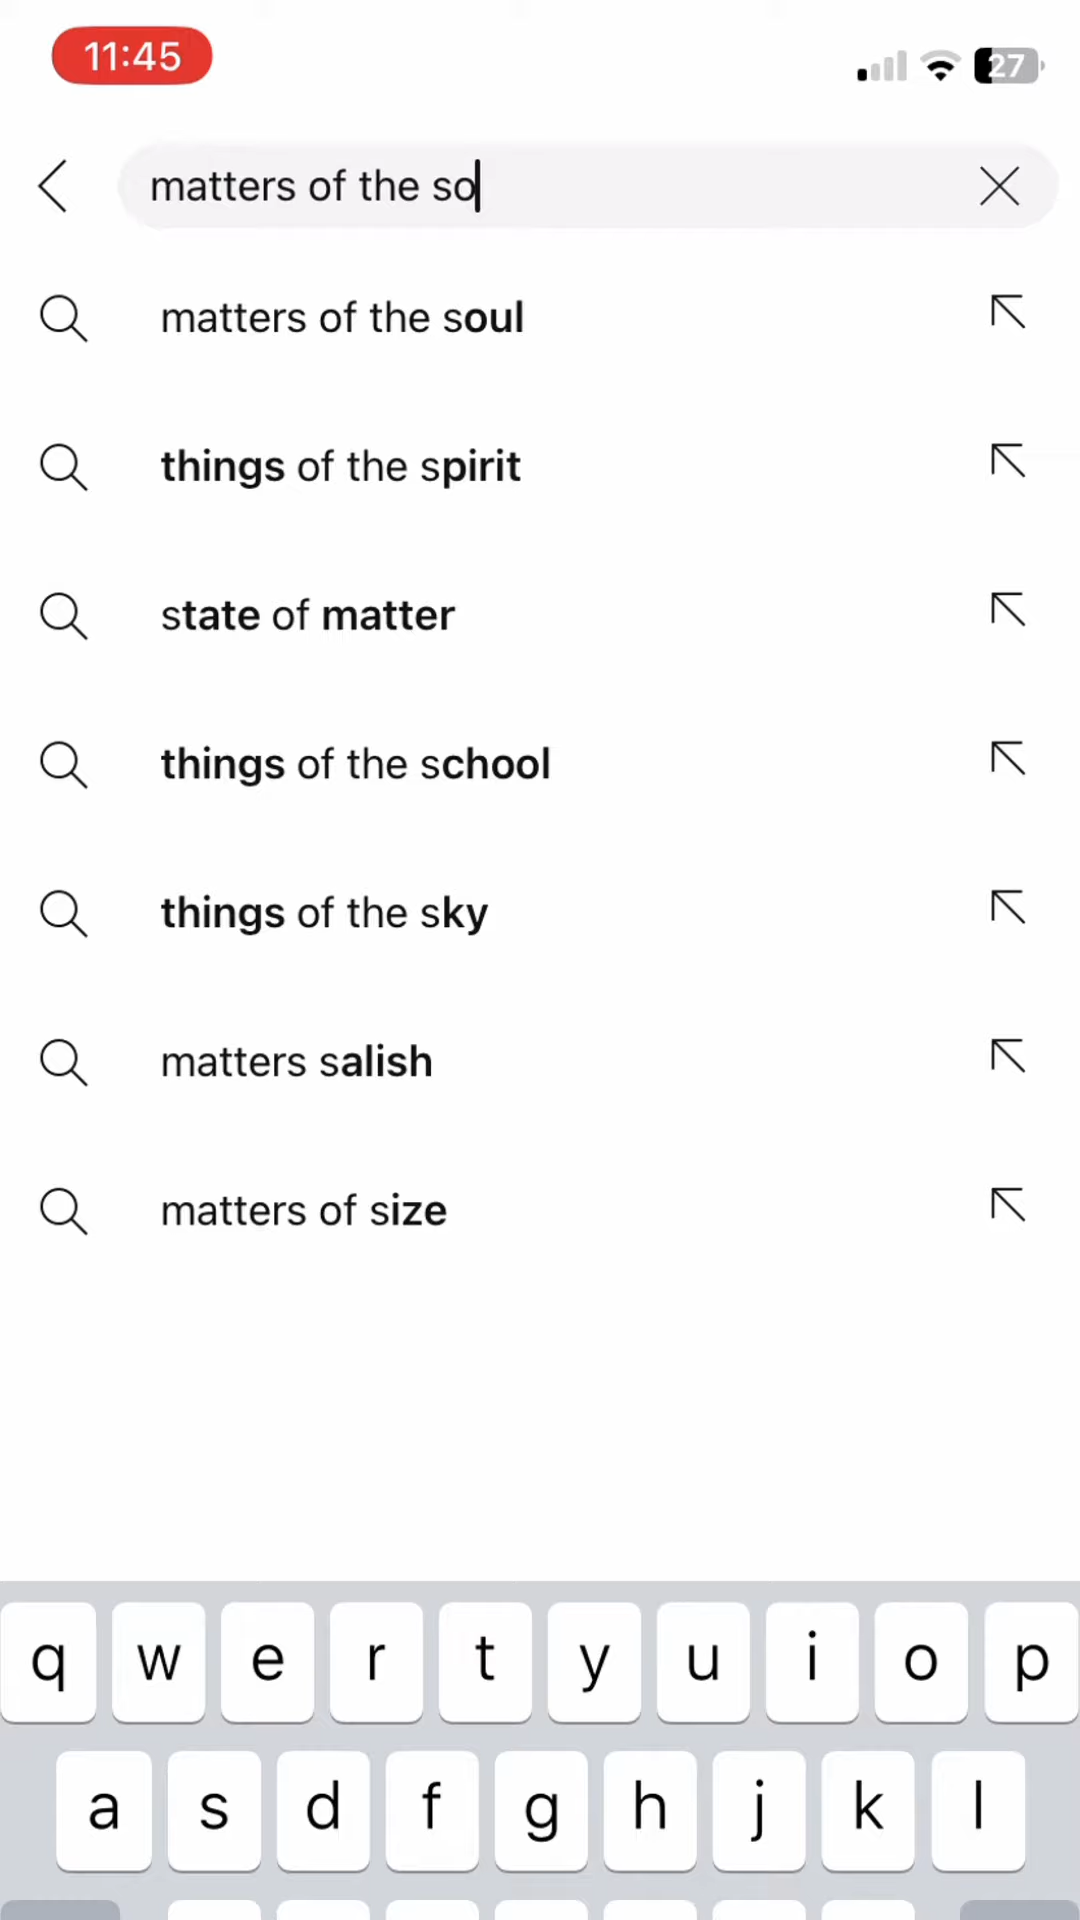 11:45
27
matters of the so
matters of the soul
things of the spirit
state of matter
things of the school
things of the sky
matters salish
matters of size
q w e r t y u i o p
a s d f g h j k l